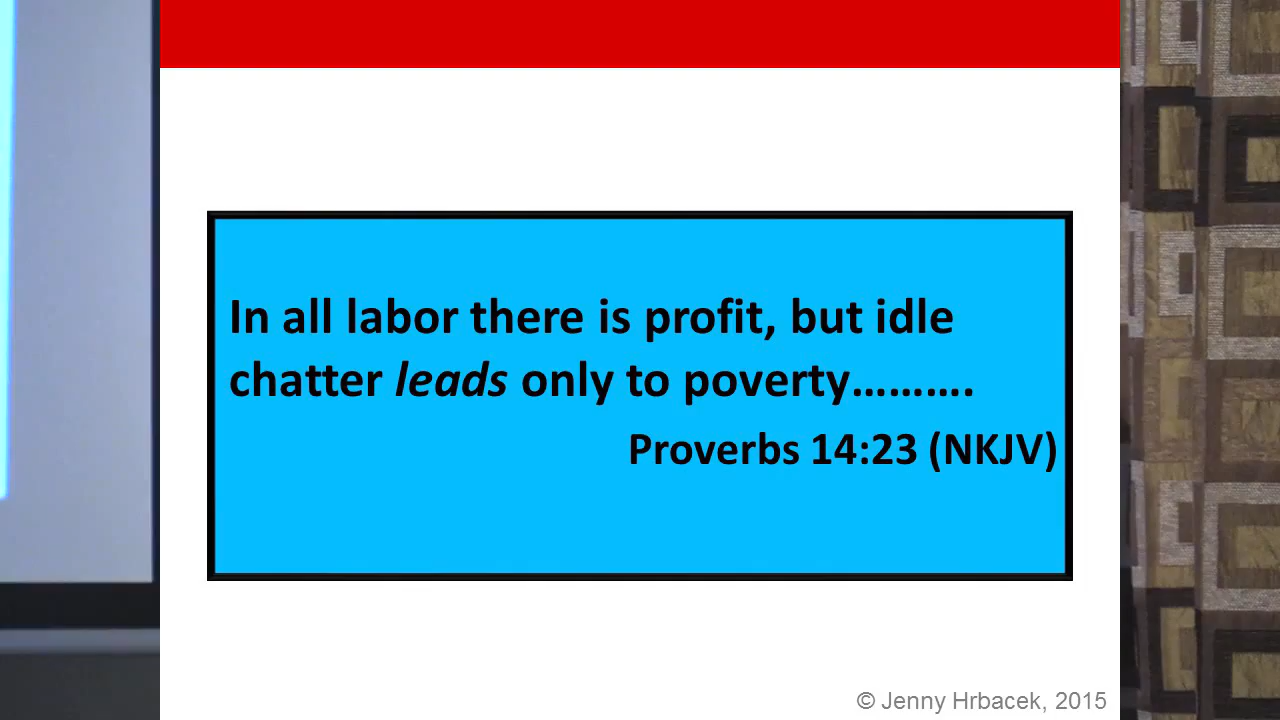 In all labor there is profit, but idle
chatter leads only to poverty……….
Proverbs 14:23 (NKJV)
© Jenny Hrbacek, 2015